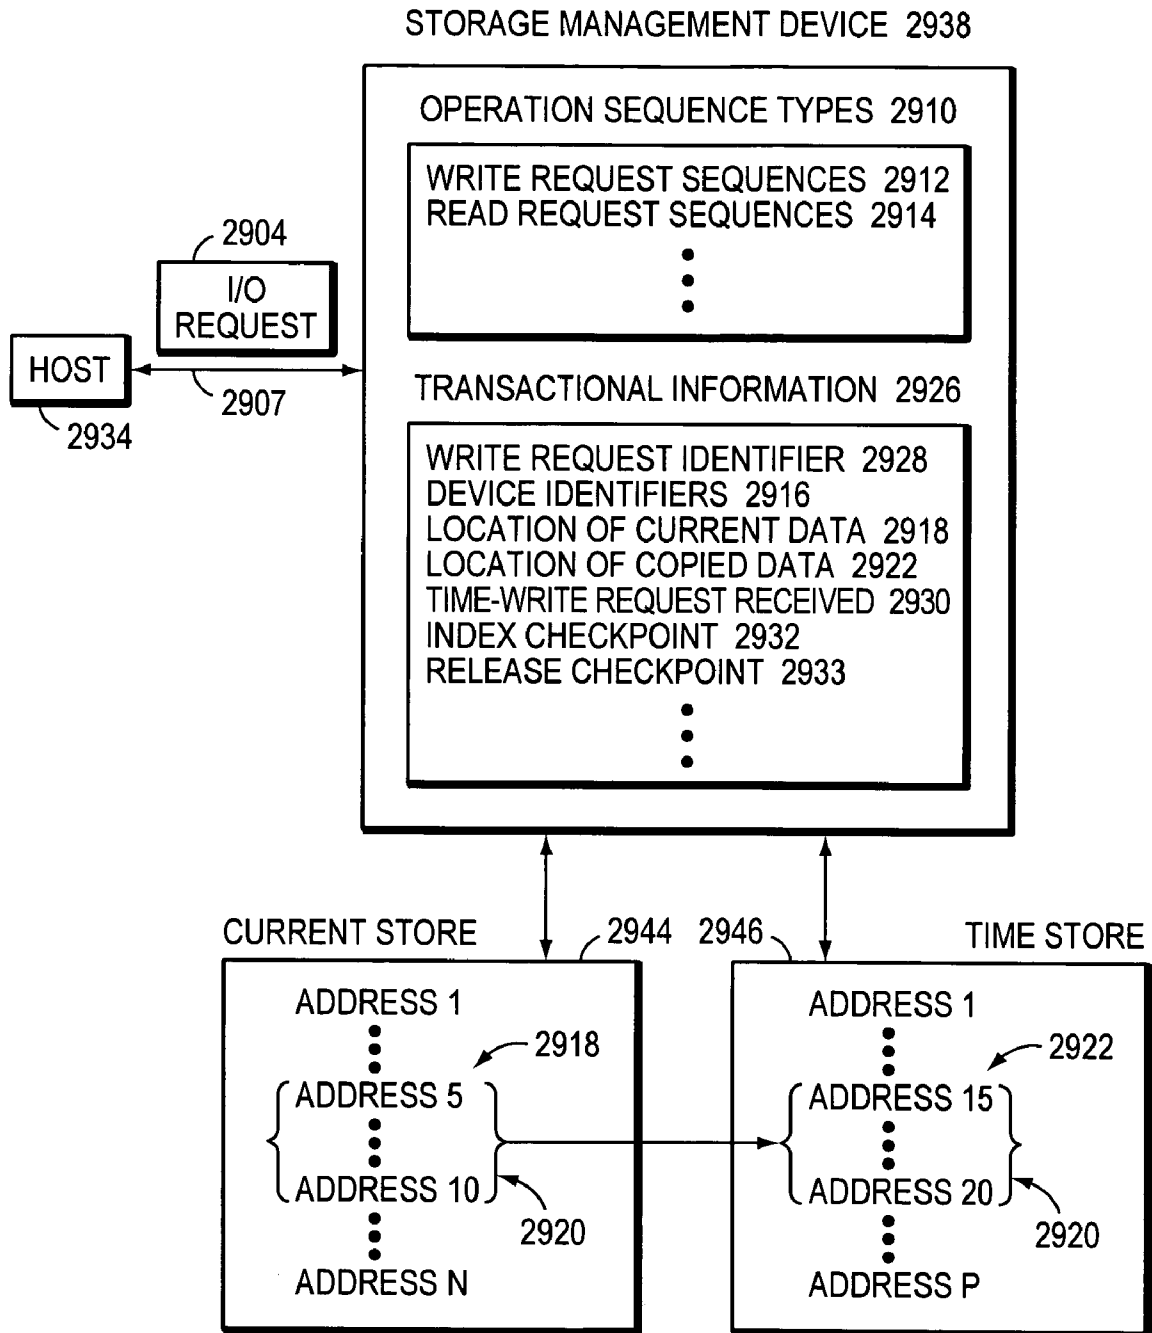 STORAGE MANAGEMENT DEVICE 2938
OPERATION SEQUENCE TYPES 2910
WRITE REQUEST SEQUENCES 2912
READ REQUEST SEQUENCES 2914
2904
I/O
REQUEST
HOST
2907
2934
TRANSACTIONAL INFORMATION 2926
WRITE REQUEST IDENTIFIER 2928
DEVICE IDENTIFIERS 2916
LOCATION OF CURRENT DATA 2918
LOCATION OF COPIED DATA 2922
TIME-WRITE REQUEST RECEIVED 2930
INDEX CHECKPOINT 2932
RELEASE CHECKPOINT 2933
CURRENT STORE
2944
ADDRESS 1
2918
ADDRESS 5
ADDRESS 10
2920
ADDRESS N
2946
TIME STORE
ADDRESS 1
2922
ADDRESS 15
ADDRESS 20
2920
ADDRESS P